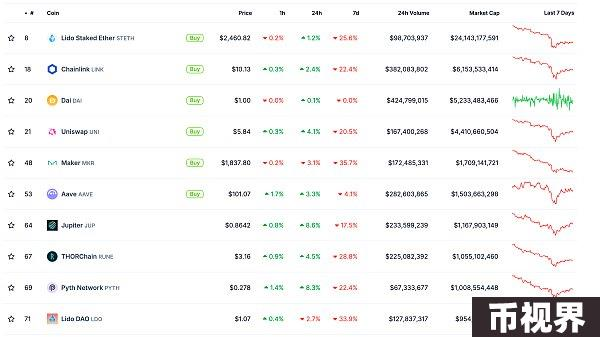 # Coin Price 1h 24h 7d 24h Volume Market Cap Last 7 Days
8 Lido Staked Ether STETH Buy $2,460.82 0.2% 1.2% 25.6% $98,703,937 $24,143,177,591
18 Chainlink LINK Buy $10.13 0.3% 2.4% 22.4% $382,083,802 $6,153,533,414
20 Dai DAI Buy $1.00 0.0% 0.1% 0.0% $424,799,015 $5,233,483,466
21 Uniswap UNI Buy $5.84 0.3% 4.1% 20.5% $167,400,268 $4,410,660,504
48 Maker MKR Buy $1,837.80 0.2% 3.1% 35.7% $172,485,331 $1,709,141,721
53 Aave AAVE Buy $101.07 1.7% 3.3% 4.1% $282,603,865 $1,503,663,298
64 Jupiter JUP $0.8642 0.8% 8.6% 17.5% $233,599,239 $1,167,903,149
67 THORChain RUNE $3.16 0.9% 4.5% 28.8% $225,082,392 $1,055,102,460
69 Pyth Network PYTH $0.278 1.4% 8.3% 22.4% $67,333,677 $1,008,554,448
71 Lido DAO LDO $1.07 0.4% 2.7% 33.9% $127,837,317 $954
币视界